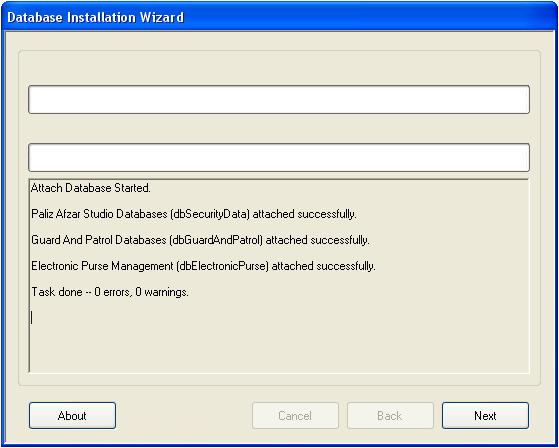 Database Installation Wizard
Attach Database Started.
Paliz Afzar Studio Databases (dbSecurityData) attached successfully.
Guard And Patrol Databases (dbGuardAndPatrol) attached successfully.
Electronic Purse Management (dbElectronicPurse) attached successfully.
Task done -- 0 errors, 0 warnings.
About
Cancel
Back
Next